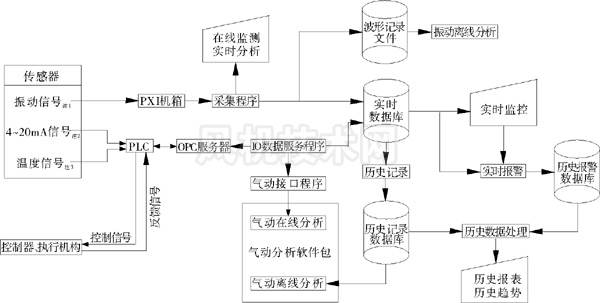 波形记录
文件
振动离线分析
在线监测
实时分析
传感器
振动信号注1
PXI机箱
采集程序
实时
数据库
实时监控
4~20mA信号注2
PLC
OPC服务器
IO数据服务程序
温度信号注3
实时报警
历史报警
数据库
历史记录
气动接口程序
反馈信号
控制信号
控制器、执行机构
气动在线分析
气动分析软件包
气动离线分析
历史记录
数据库
历史数据处理
历史报表
历史趋势
风机技术网